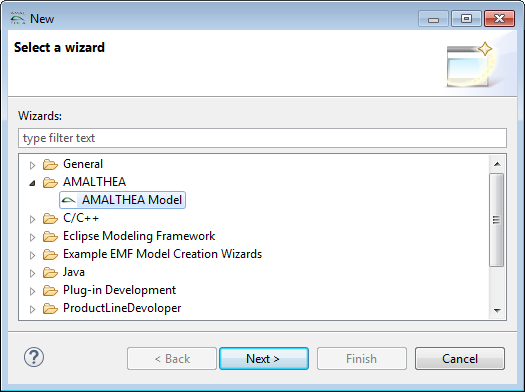 New
Select a wizard
Wizards:
type filter text
General
AMALTHEA
AMALTHEA Model
C/C++
Eclipse Modeling Framework
Example EMF Model Creation Wizards
Java
Plug-in Development
ProductLineDevoloper
?
< Back
Next >
Finish
Cancel